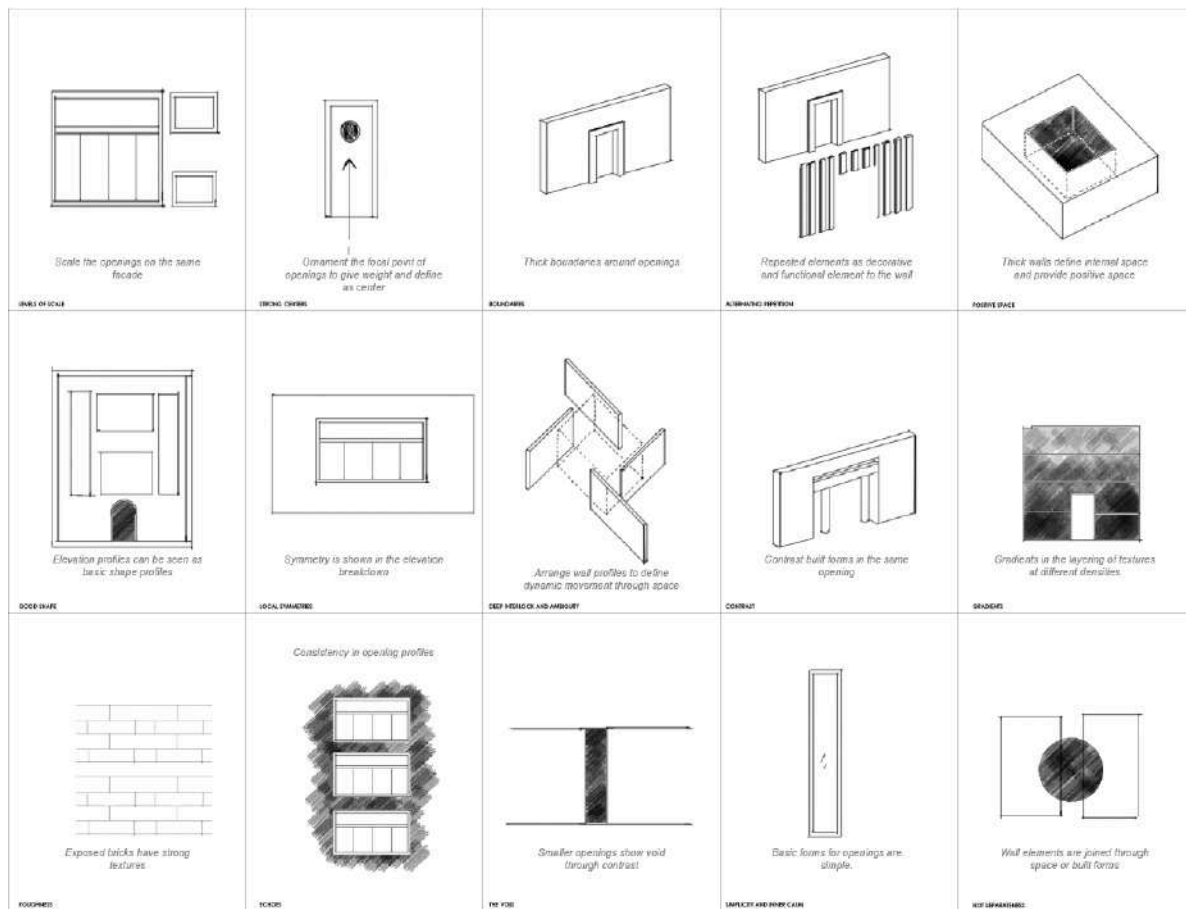 Scale the openings on the same
facade
LEVELS OF SCALE
Ornament the focal point of
openings to give weight and define
as center
STRONG CENTERS
Thick boundaries around openings
BOUNDARIES
Repeated elements as decorative
and functional element to the wall
ALTERNATING REPETITION
Thick walls define internal space
and provide positive space
POSITIVE SPACE
Elevation profiles can be seen as
basic shape profiles
GOOD SHAPE
Symmetry is shown in the elevation
breakdown
LOCAL SYMMETRIES
Arrange wall profiles to define
dynamic movement through space
DEEP INTERLOCK AND AMBIGUITY
Contrast built forms in the same
opening
CONTRAST
Gradients in the layering of textures
at different densities
GRADIENTS
Exposed bricks have strong
textures
ROUGHNESS
Consistency in opening profiles
ECHOES
Smaller openings show void
through contrast
THE VOID
Basic forms for openings are
simple.
SIMPLICITY AND INNER CALM
Wall elements are joined through
space or built forms
NOT SEPARATENESS